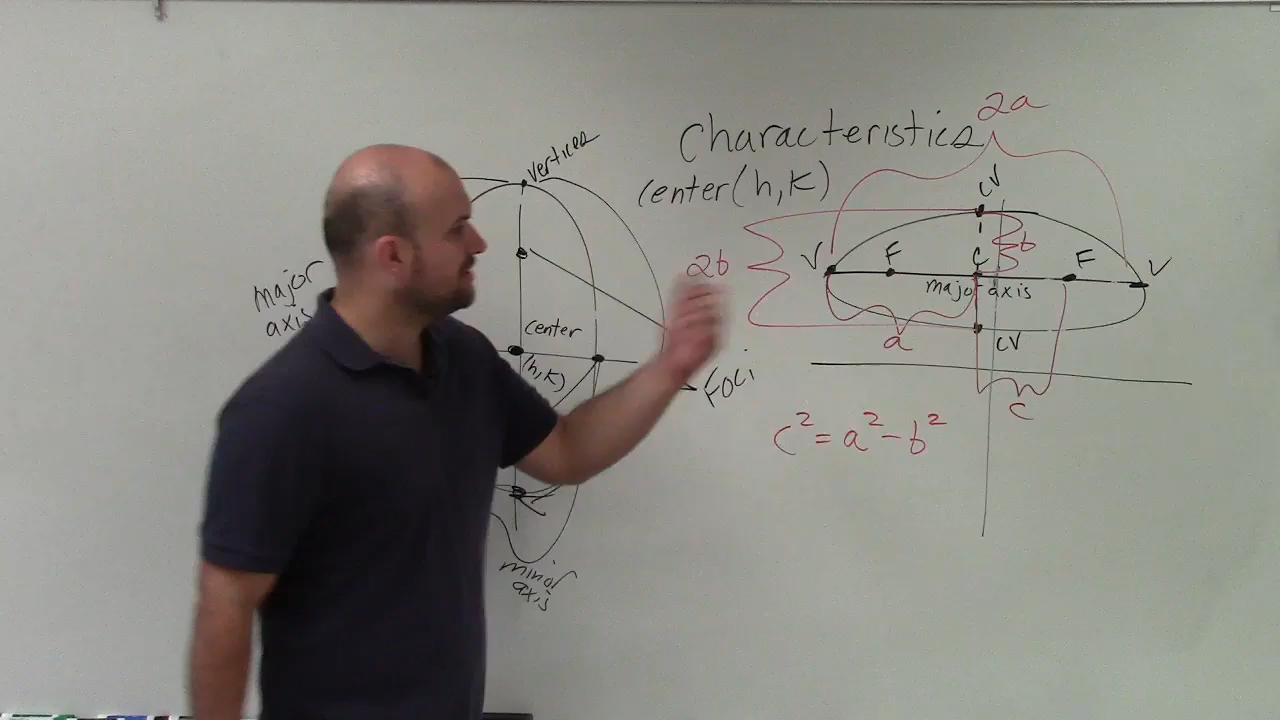 vertices
major
axis
center
(h,k)
Foci
minor
axis
Characteristics
center(h,k)
2a
CV
2b
b
V
F
C
F
V
major axis
a
CV
c
c² = a² - b²